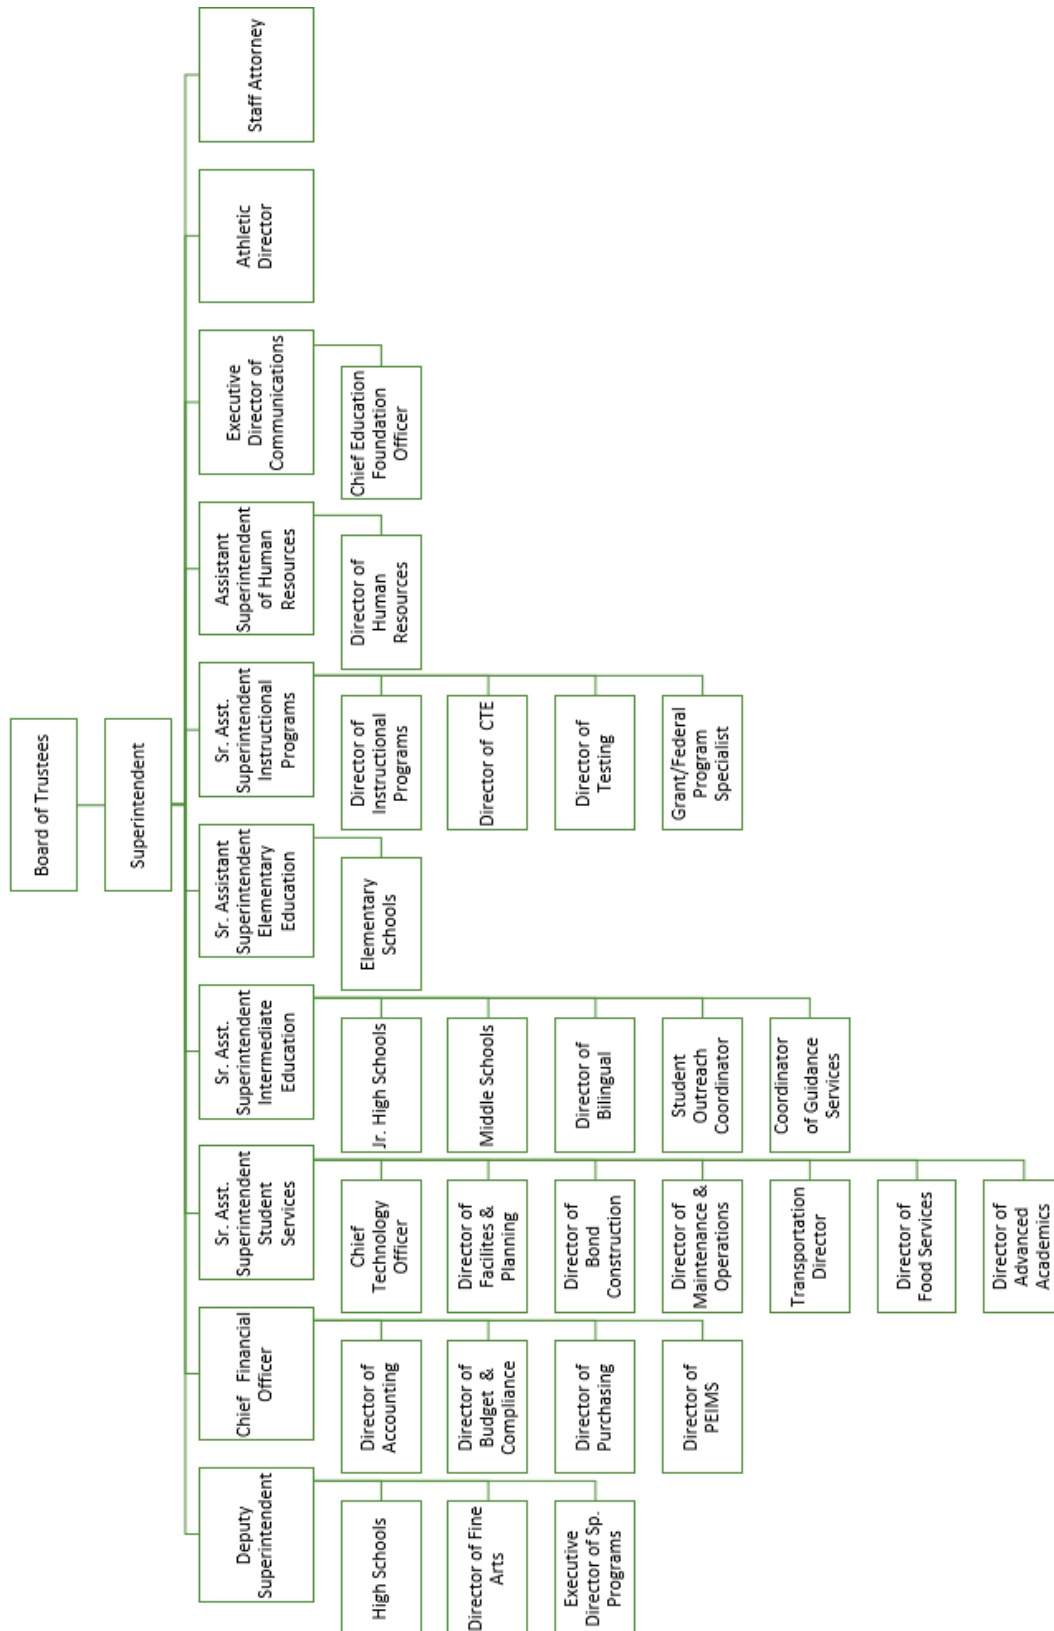 Board of Trustees
Superintendent
Deputy
Superintendent
High Schools
Director of Fine
Arts
Executive
Director of Sp.
Programs
Chief Financial
Officer
Director of
Accounting
Director of
Budget &
Compliance
Director of
Purchasing
Director of
PEIMS
Sr. Asst.
Superintendent
Student
Services
Chief
Technology
Officer
Director of
Facilites &
Planning
Director of
Bond
Construction
Director of
Maintenance &
Operations
Transportation
Director
Director of
Food Services
Director of
Advanced
Academics
Sr. Asst.
Superintendent
Intermediate
Education
Jr. High Schools
Middle Schools
Director of
Bilingual
Student
Outreach
Coordinator
Coordinator
of Guidance
Services
Sr. Assistant
Superintendent
Elementary
Education
Elementary
Schools
Sr. Asst.
Superintendent
Instructional
Programs
Director of
Instructional
Programs
Director of CTE
Director of
Testing
Grant/Federal
Program
Specialist
Assistant
Superintendent
of Human
Resources
Director of
Human
Resources
Executive
Director of
Communications
Chief Education
Foundation
Officer
Athletic
Director
Staff Attorney